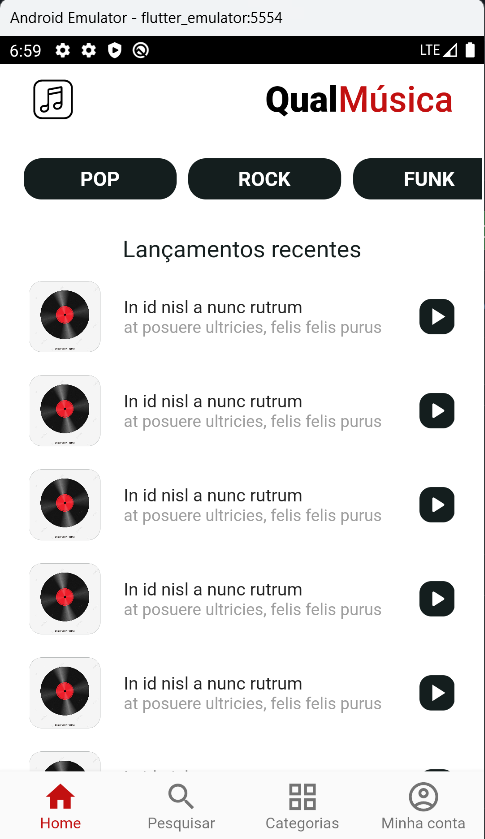 Android Emulator - flutter_emulator:5554
6:59 LTE
QualMúsica
POP ROCK FUNK
Lançamentos recentes
In id nisl a nunc rutrum
at posuere ultricies, felis felis purus
In id nisl a nunc rutrum
at posuere ultricies, felis felis purus
In id nisl a nunc rutrum
at posuere ultricies, felis felis purus
In id nisl a nunc rutrum
at posuere ultricies, felis felis purus
In id nisl a nunc rutrum
at posuere ultricies, felis felis purus
Home Pesquisar Categorias Minha conta